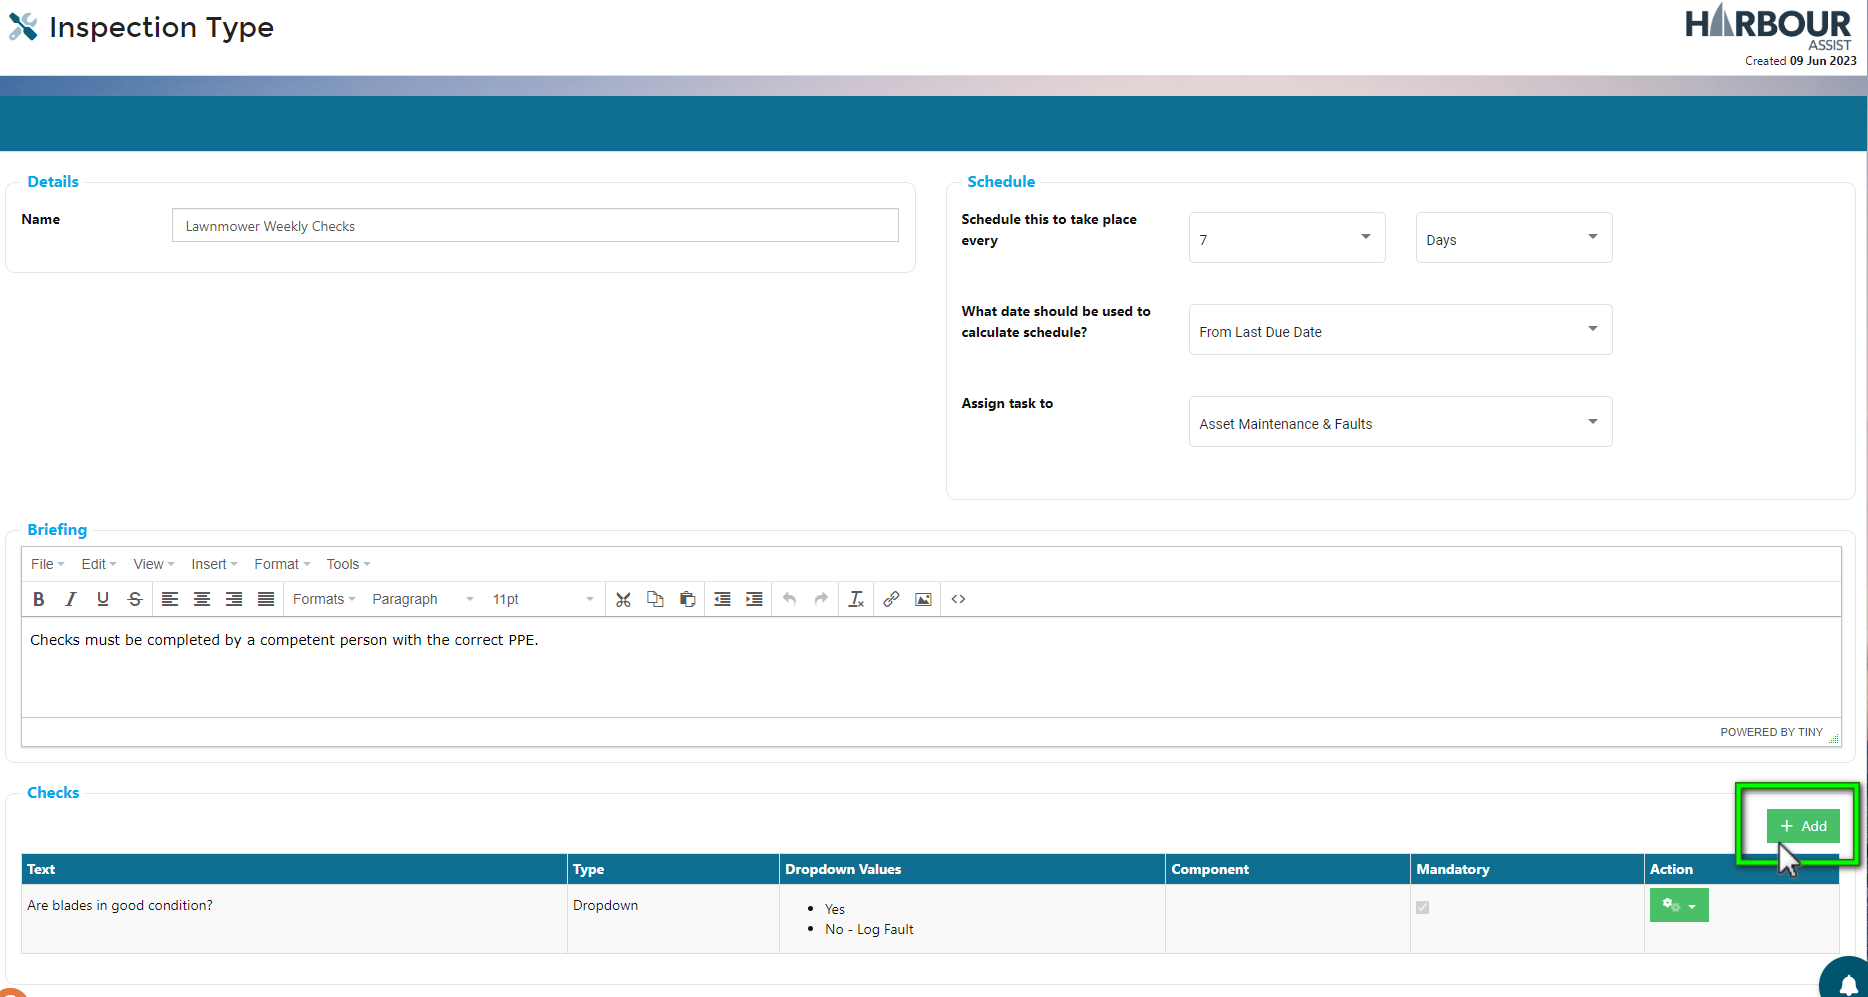 Inspection Type
HARBOUR
ASSIST
Created 09 Jun 2023
Details
Name
Lawnmower Weekly Checks
Schedule
Schedule this to take place
every
7
Days
What date should be used to
calculate schedule?
From Last Due Date
Assign task to
Asset Maintenance & Faults
Briefing
File Edit View Insert Format Tools
B I U S Formats Paragraph 11pt
Checks must be completed by a competent person with the correct PPE.
POWERED BY TINY
Checks
+ Add
Text Type Dropdown Values Component Mandatory Action
Are blades in good condition? Dropdown
• Yes
• No - Log Fault